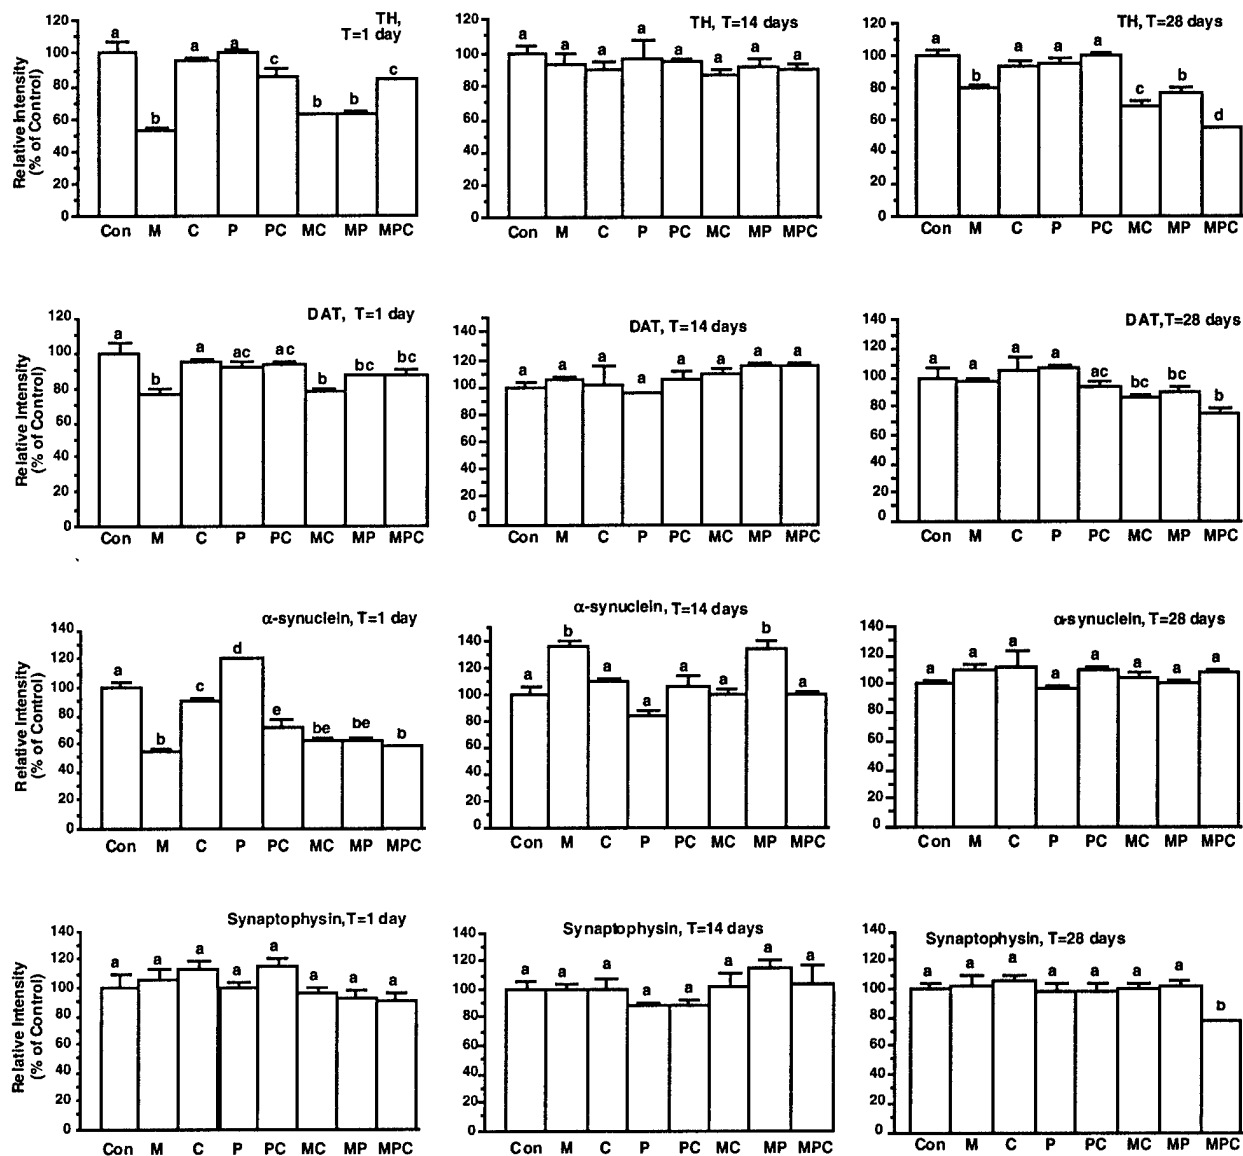 TH,
T=1 day
Relative Intensity
(% of Control)
120
100
80
60
40
120
0
a
b
a
a
c
b
b
c
Con M C P PC MC MP MPC
TH, T=14 days
120
100
80
60
40
20
0
a
a
a
a
a
a
a
a
Con M C P PC MC MP MPC
TH, T=28 days
120
100
80
60
40
20
0
a
b
a
a
a
c
b
d
Con M C P PC MC MP MPC
DAT, T=1 day
Relative Intensity
(% of Control)
120
100
80
60
40
20
0
a
b
a
ac
ac
b
bc
bc
Con M C P PC MC MP MPC
DAT, T=14 days
140
120
100
80
60
40
20
0
a
a
a
a
a
a
a
a
Con M C P PC MC MP MPC
DAT,T=28 days
140
120
100
80
60
40
20
0
a
a
a
a
ac
bc
bc
b
Con M C P PC MC MP MPC
α-synuclein, T=1 day
Relative Intensity
(% of Control)
140
120
100
80
60
40
20
0
a
b
c
d
e
be
be
b
Con M C P PC MC MP MPC
α-synuclein, T=14 days
140
120
100
80
60
40
20
0
a
b
a
a
a
a
b
a
Con M C P PC MC MP MPC
α-synuclein, T=28 days
140
120
100
80
60
40
20
0
a
a
a
a
a
a
a
a
Con M C P PC MC MP MPC
Synaptophysin,T=1 day
Relative Intensity
(% of Control)
140
120
100
80
60
40
20
0
a
a
a
a
a
a
a
a
Con M C P PC MC MP MPC
Synaptophysin, T=14 days
140
120
100
80
60
40
20
0
a
a
a
a
a
a
a
a
Con M C P PC MC MP MPC
Synaptophysin, T=28 days
140
120
100
80
60
40
20
0
a
a
a
a
a
a
a
b
Con M C P PC MC MP MPC